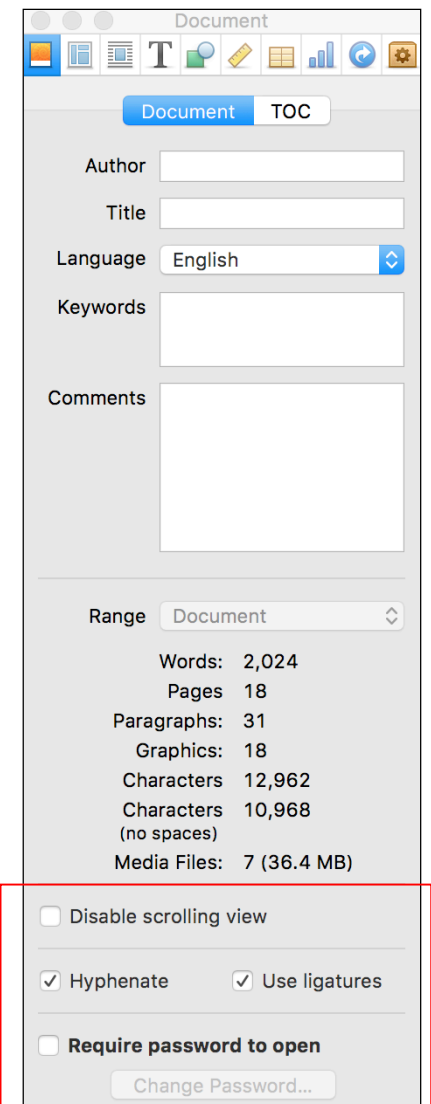 Document
T
Document TOC
Author
Title
Language English
Keywords
Comments
Range Document
Words: 2,024
Pages 18
Paragraphs: 31
Graphics: 18
Characters 12,962
Characters 10,968
(no spaces)
Media Files: 7 (36.4 MB)
Disable scrolling view
Hyphenate Use ligatures
Require password to open
Change Password...